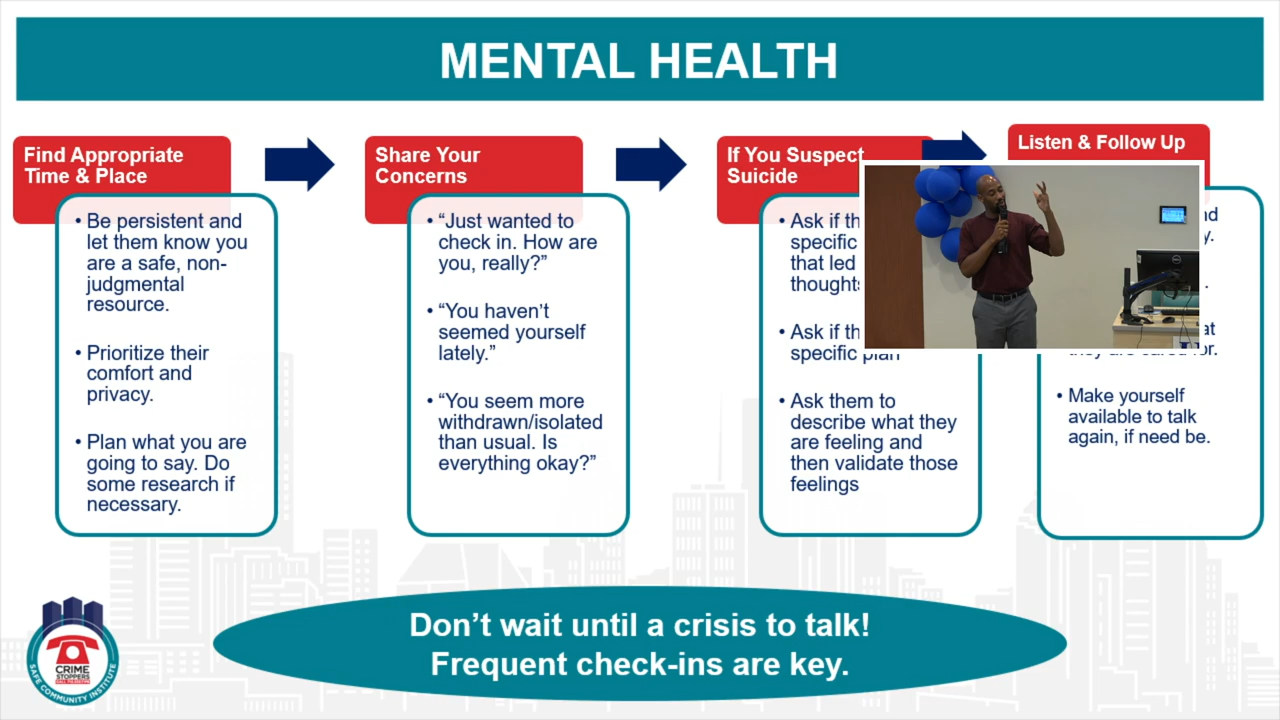 MENTAL HEALTH
Find Appropriate
Time & Place
• Be persistent and
let them know you
are a safe, non-
judgmental
resource.
• Prioritize their
comfort and
privacy.
• Plan what you are
going to say. Do
some research if
necessary.
Share Your
Concerns
• “Just wanted to
check in. How are
you, really?”
• “You haven’t
seemed yourself
lately.”
• “You seem more
withdrawn/isolated
than usual. Is
everything okay?”
If You Suspect
Suicide
• Ask if th
specific
that led
• Ask if th
specific plan
• Ask them to
describe what they
are feeling and
then validate those
feelings
Listen & Follow Up
they are cared for.
• Make yourself
available to talk
again, if need be.
Don’t wait until a crisis to talk!
Frequent check-ins are key.
CRIME
STOPPERS
SAFE COMMUNITY INSTITUTE
DELL